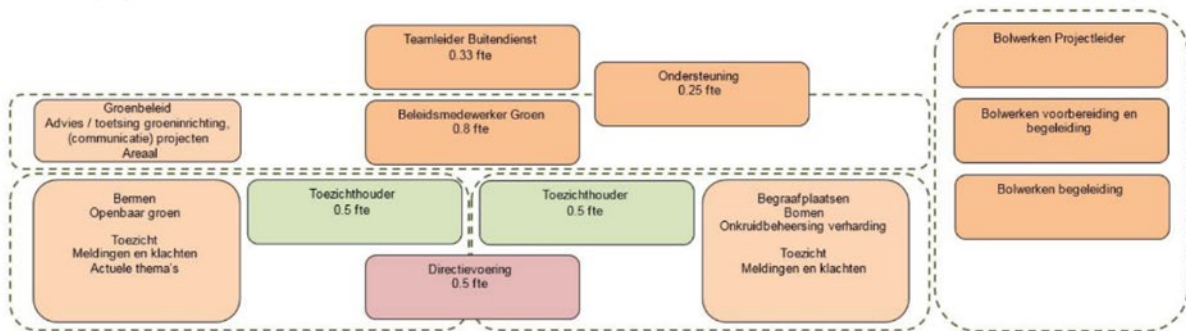 Teamleider Buitendienst
0.33 fte
Ondersteuning
0.25 fte
Groenbeleid
Advies / toetsing groeninrichting,
(communicatie) projecten
Areaal
Beleidsmedewerker Groen
0.8 fte
Bermen
Openbaar groen
Toezicht
Meldingen en klachten
Actuele thema's
Toezichthouder
0.5 fte
Toezichthouder
0.5 fte
Directievoering
0.5 fte
Begraafplaatsen
Bomen
Onkruidbeheersing verharding
Toezicht
Meldingen en klachten
Bolwerken Projectleider
Bolwerken voorbereiding en
begeleiding
Bolwerken begeleiding